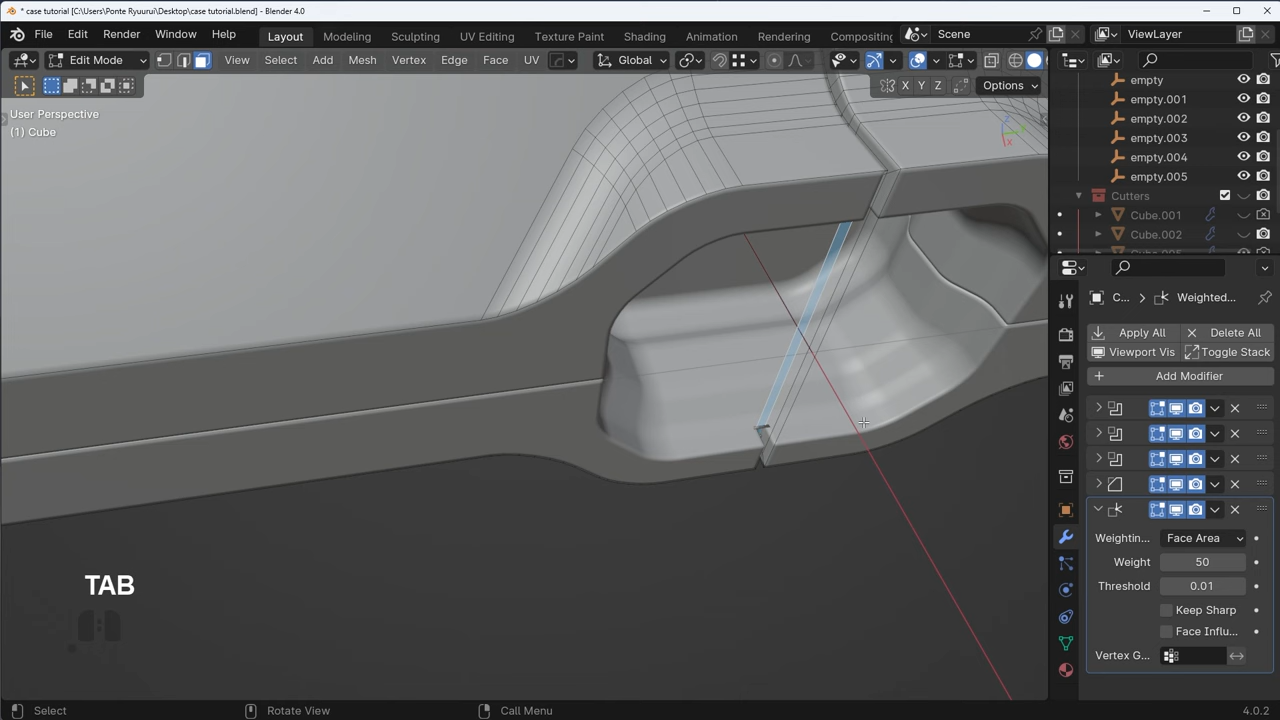 * case tutorial [C:\Users\Ponte Ryuurui\Desktop\case tutorial.blend] - Blender 4.0
File Edit Render Window Help Layout Modeling Sculpting UV Editing Texture Paint Shading Animation Rendering Compositing Scene ViewLayer
Edit Mode View Select Add Mesh Vertex Edge Face UV Global
X Y Z Options
User Perspective
(1) Cube
empty
empty.001
empty.002
empty.003
empty.004
empty.005
Cutters
Cube.001
Cube.002
C... Weighted...
Apply All Delete All
Viewport Vis Toggle Stack
Add Modifier
Weightin... Face Area
Weight 50
Threshold 0.01
Keep Sharp
Face Influ...
Vertex G...
TAB
Select Rotate View Call Menu 4.0.2